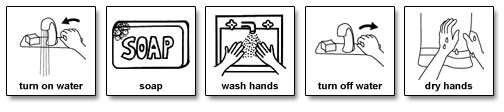 SOAP
turn on water
soap
wash hands
turn off water
dry hands